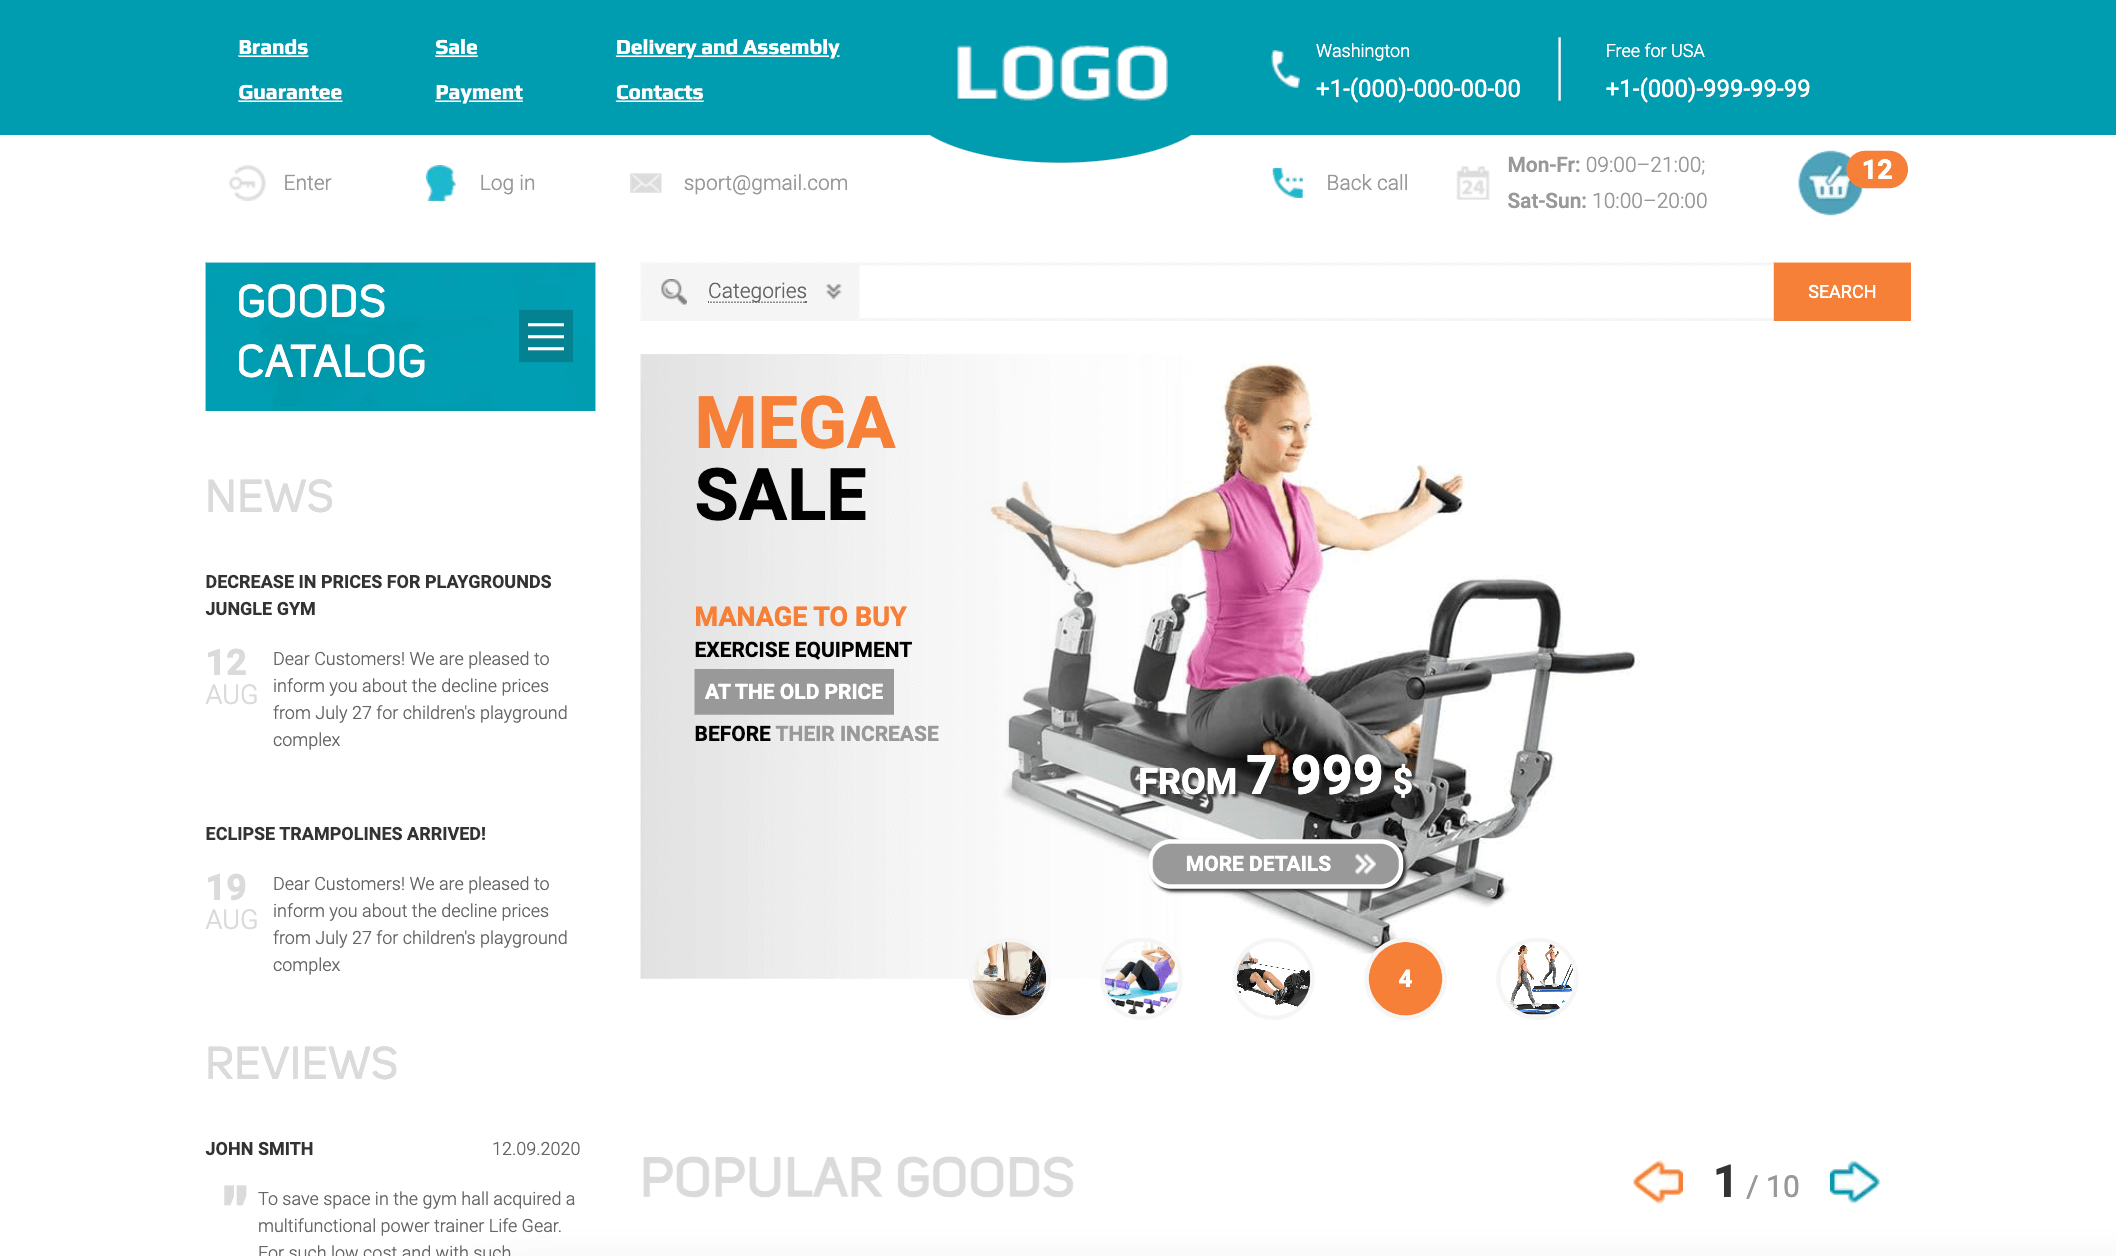 Brands
Sale
Delivery and Assembly
Guarantee
Payment
Contacts
LOGO
Washington
+1-(000)-000-00-00
Free for USA
+1-(000)-999-99-99
Enter
Log in
sport@gmail.com
Back call
24
Mon-Fr: 09:00–21:00;
Sat-Sun: 10:00–20:00
12
GOODS
CATALOG
Categories
SEARCH
NEWS
DECREASE IN PRICES FOR PLAYGROUNDS
JUNGLE GYM
12
AUG
Dear Customers! We are pleased to
inform you about the decline prices
from July 27 for children's playground
complex
ECLIPSE TRAMPOLINES ARRIVED!
19
AUG
Dear Customers! We are pleased to
inform you about the decline prices
from July 27 for children's playground
complex
REVIEWS
JOHN SMITH
12.09.2020
" To save space in the gym hall acquired a
multifunctional power trainer Life Gear.
For such low cost and with such
MEGA
SALE
MANAGE TO BUY
EXERCISE EQUIPMENT
AT THE OLD PRICE
BEFORE THEIR INCREASE
FROM 7 999 $
MORE DETAILS
4
POPULAR GOODS
1 / 10